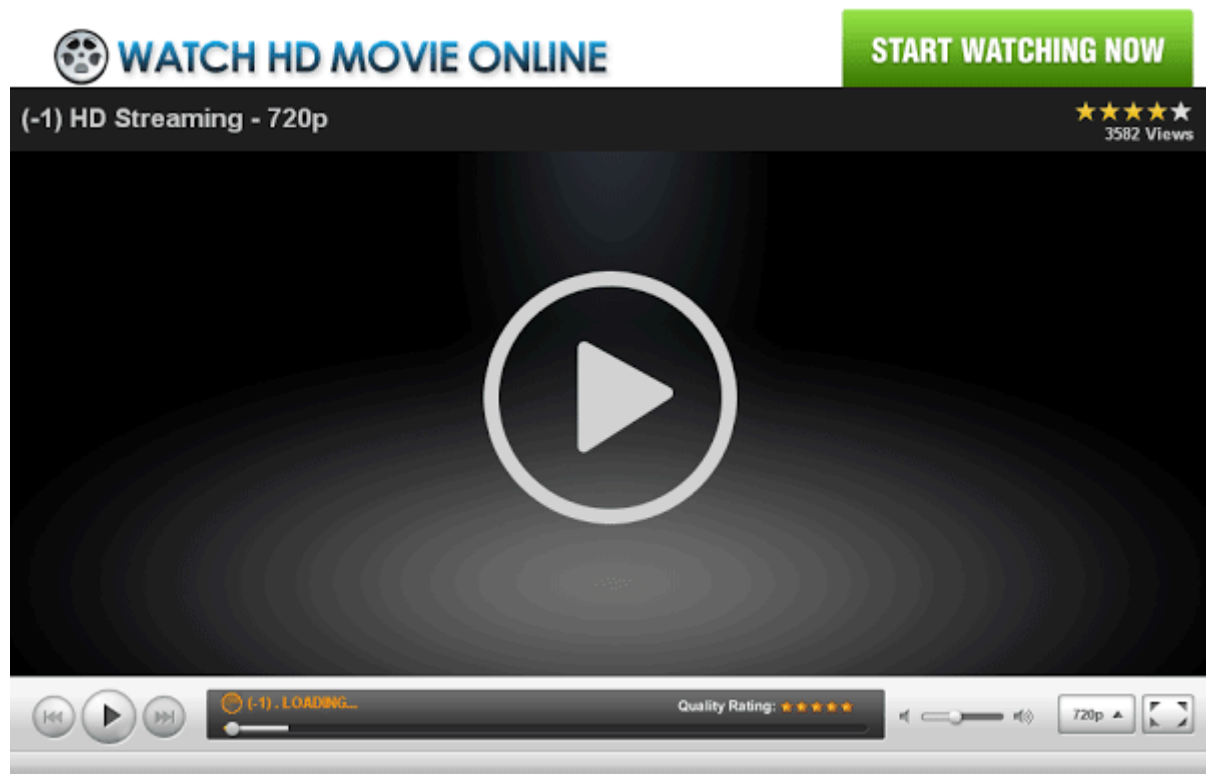 WATCH HD MOVIE ONLINE
START WATCHING NOW
(-1) HD Streaming - 720p
3582 Views
(-1) . LOADING...
Quality Rating:
720p